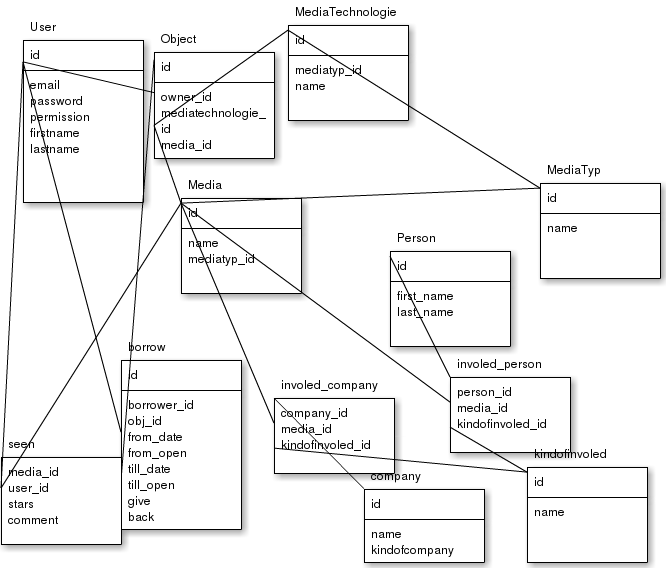 User
id
email
password
permission
firstname
lastname
Object
id
owner_id
mediatechnologie_
id
media_id
MediaTechnologie
id
mediatyp_id
name
MediaTyp
id
name
Media
id
name
mediatyp_id
Person
id
first_name
last_name
borrow
id
borrower_id
obj_id
from_date
from_open
till_date
till_open
give
back
seen
media_id
user_id
stars
comment
involed_company
company_id
media_id
kindofinvoled_id
involed_person
person_id
media_id
kindofinvoled_id
company
id
name
kindofcompany
kindofinvoled
id
name